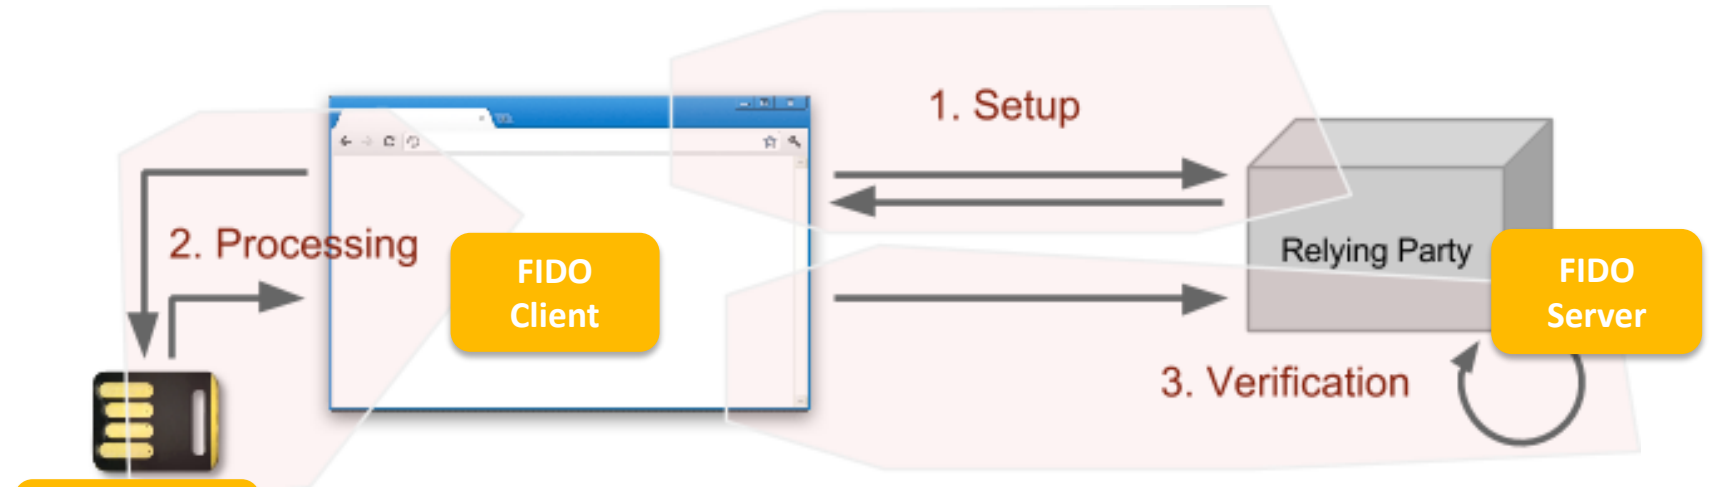 1. Setup
2. Processing
FIDO
Client
Relying Party
FIDO
Server
3. Verification